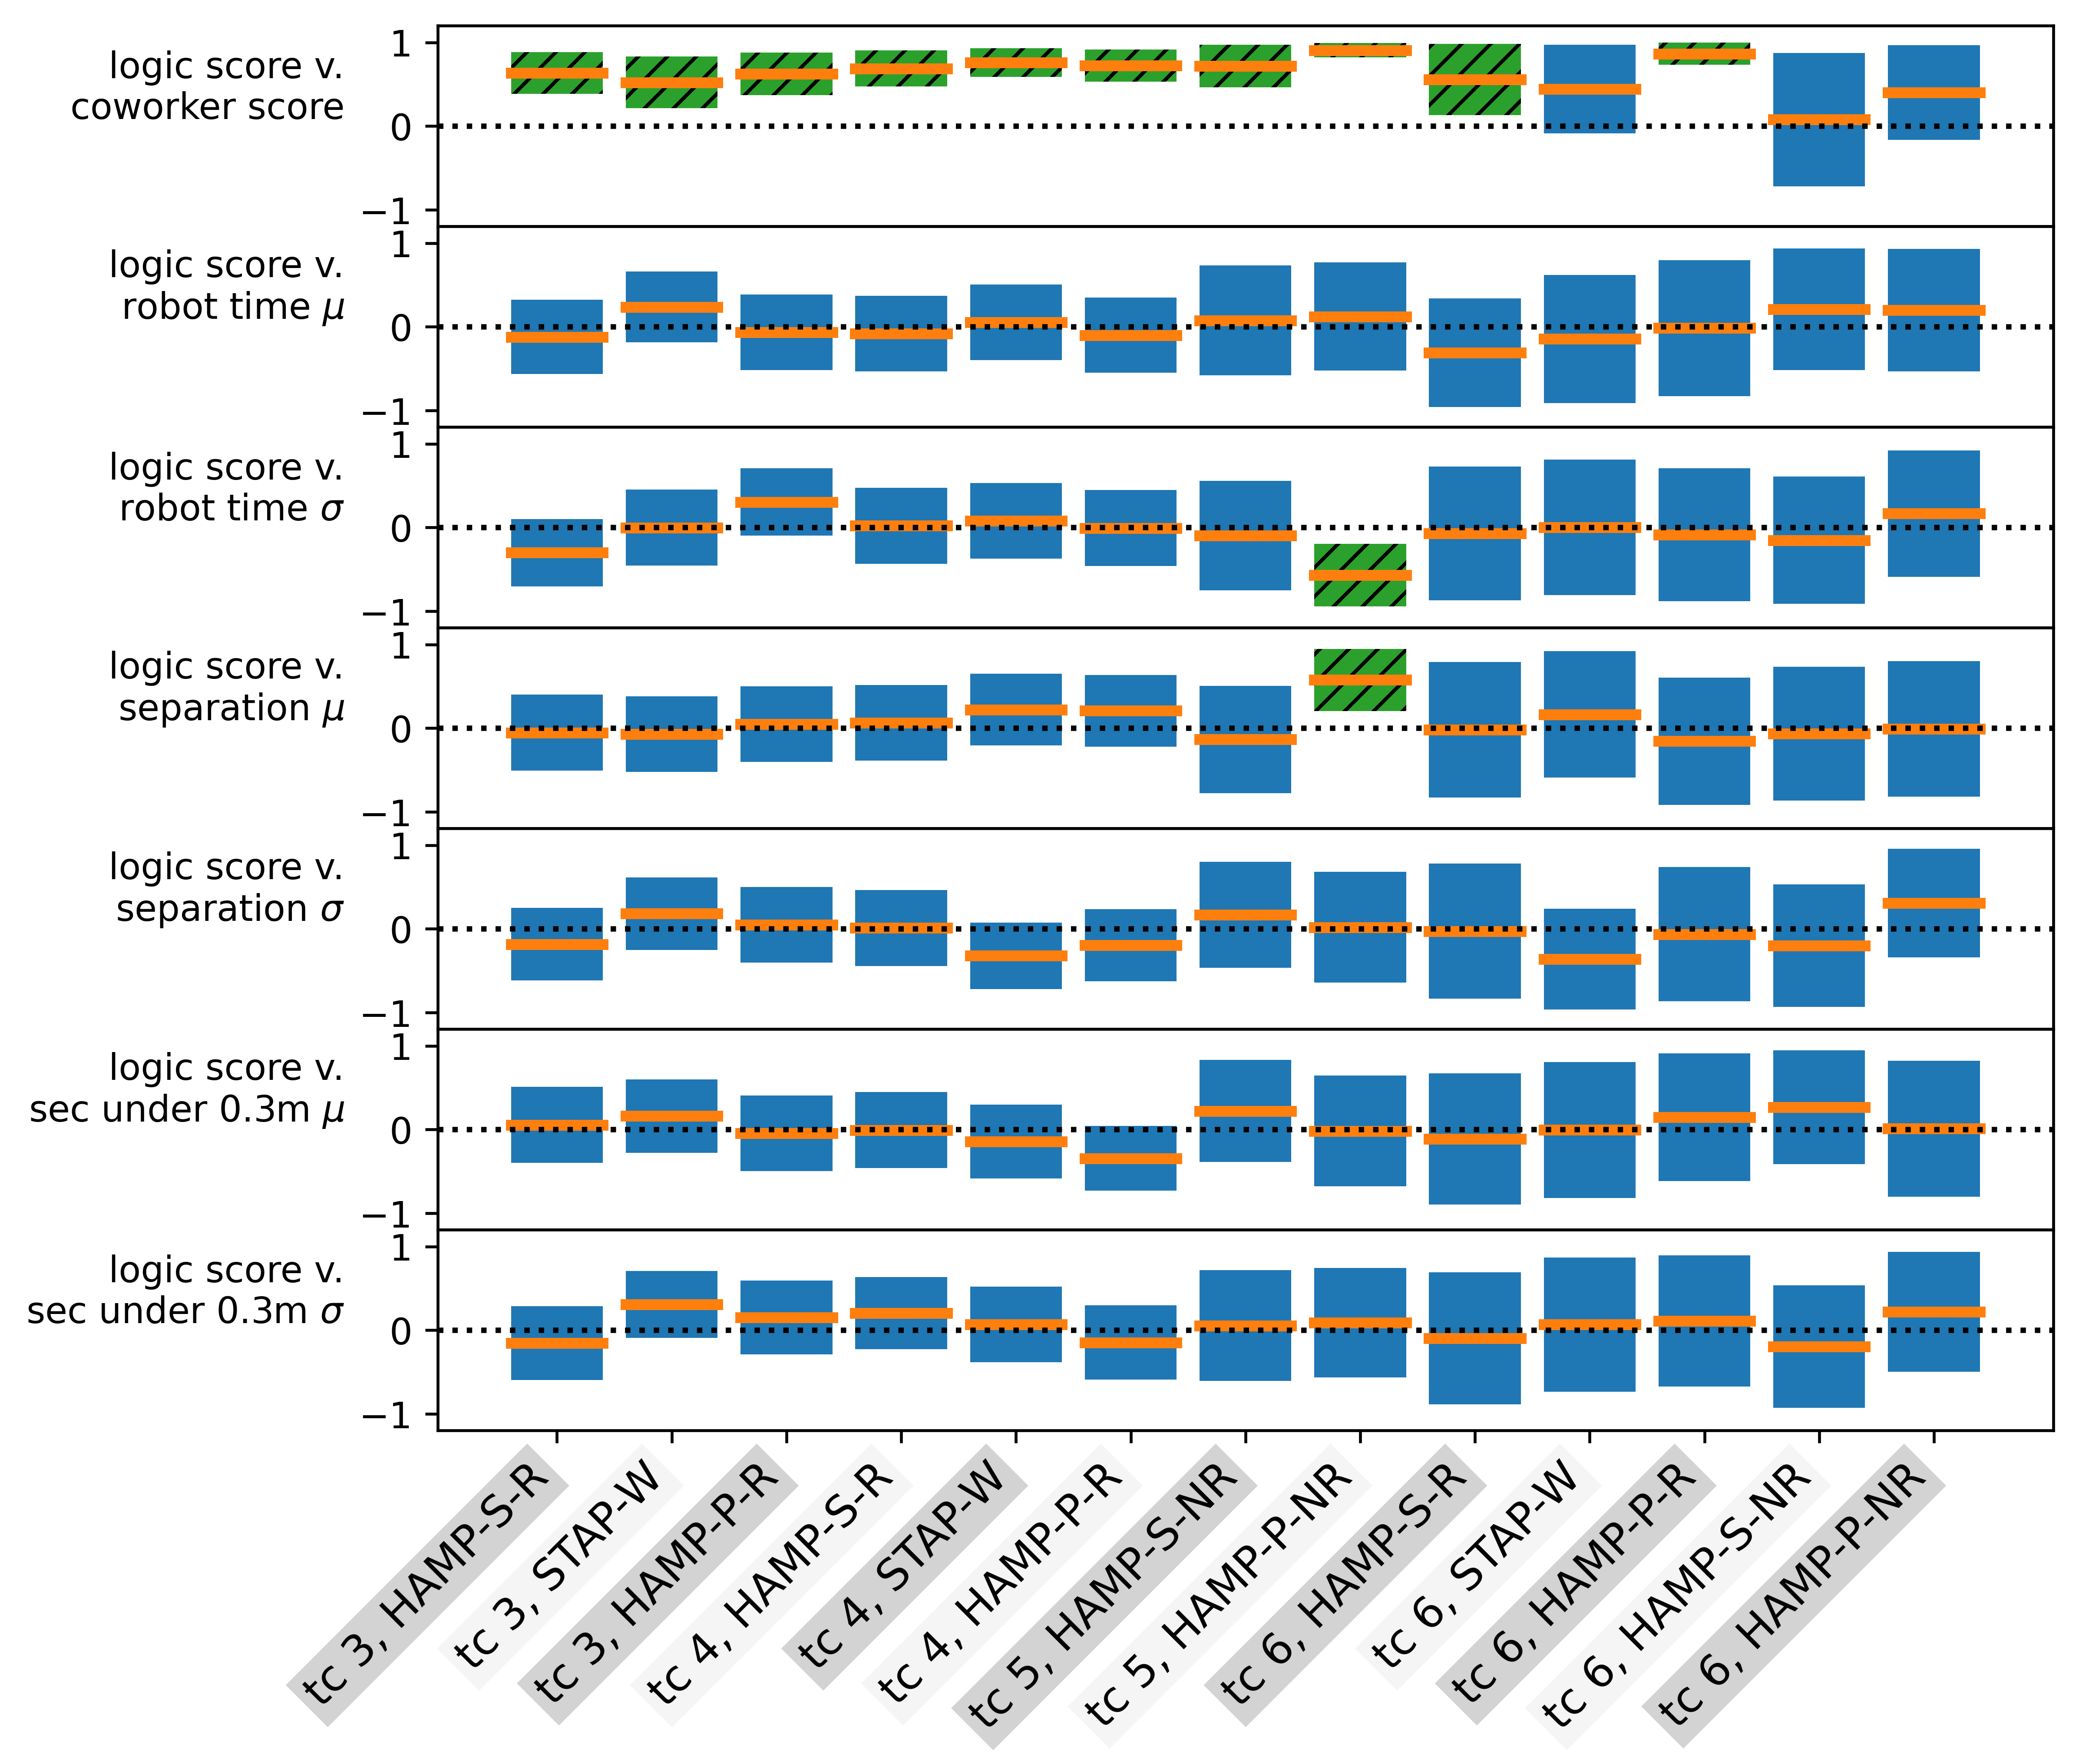 logic score v.
coworker score
1
0
−1
logic score v.
robot time μ
1
0
−1
logic score v.
robot time σ
1
0
−1
logic score v.
separation μ
1
0
−1
logic score v.
separation σ
1
0
−1
logic score v.
sec under 0.3m μ
1
0
−1
logic score v.
sec under 0.3m σ
1
0
−1
tc 3, HAMP-S-R
tc 3, STAP-W
tc 3, HAMP-P-R
tc 4, HAMP-S-R
tc 4, STAP-W
tc 4, HAMP-P-R
tc 5, HAMP-S-NR
tc 5, HAMP-P-NR
tc 6, HAMP-S-R
tc 6, STAP-W
tc 6, HAMP-P-R
tc 6, HAMP-S-NR
tc 6, HAMP-P-NR